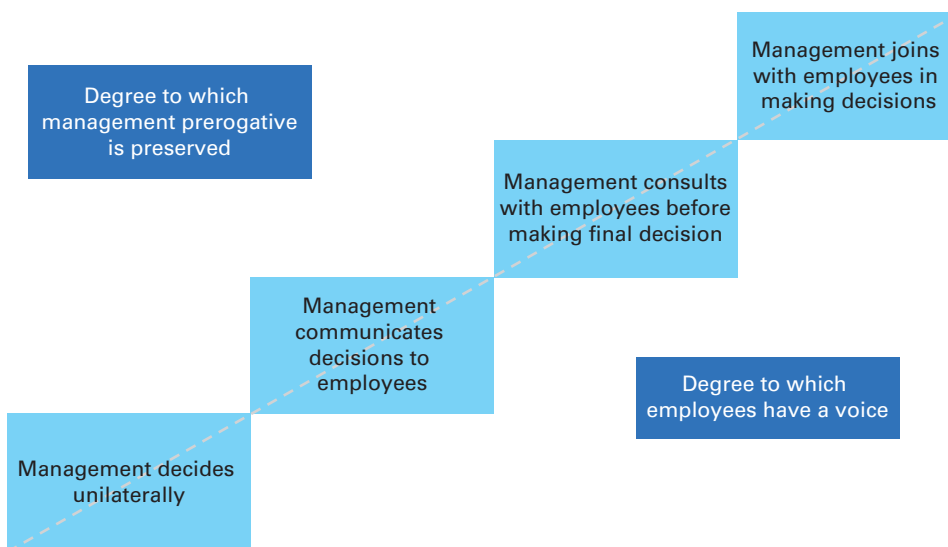 Management joins
with employees in
making decisions
Degree to which
management prerogative
is preserved
Management consults
with employees before
making final decision
Management
communicates
decisions to
employees
Degree to which
employees have a voice
Management decides
unilaterally